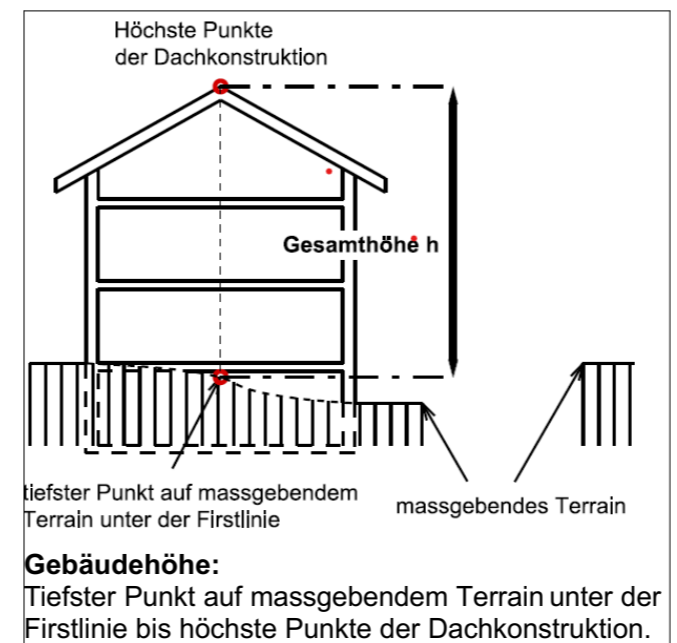 Höchste Punkte
der Dachkonstruktion
Gesamthöhe h
tiefster Punkt auf massgebendem
Terrain unter der Firstlinie
massgebendes Terrain
Gebäudehöhe:
Tiefster Punkt auf massgebendem Terrain unter der
Firstlinie bis höchste Punkte der Dachkonstruktion.